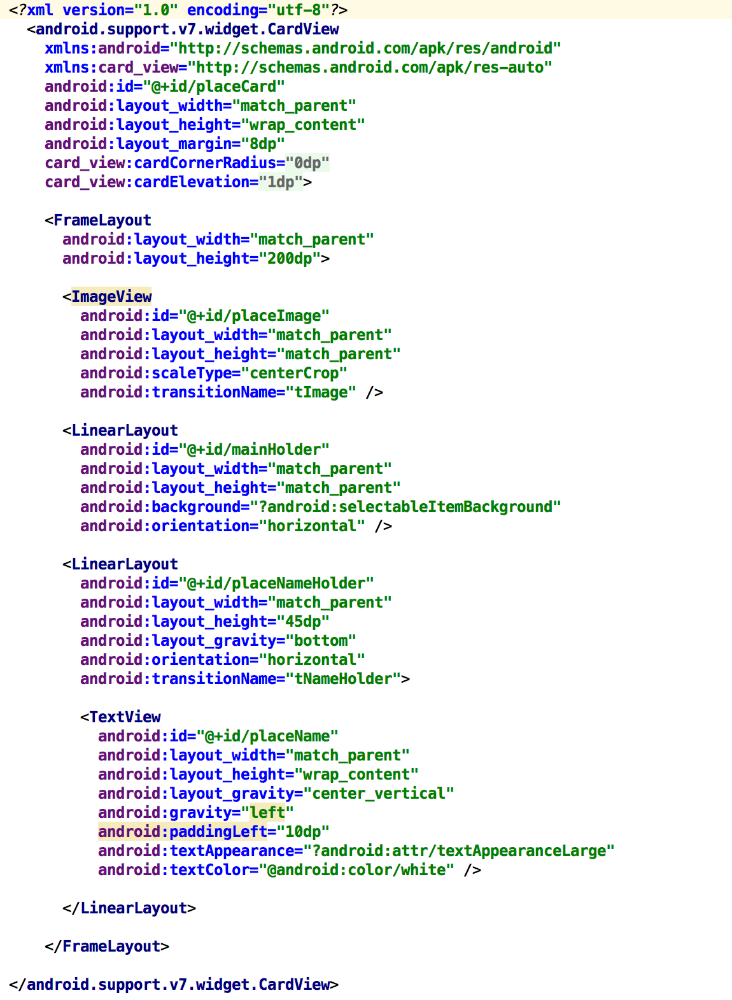 <?xml version="1.0" encoding="utf-8"?>
  <android.support.v7.widget.CardView
    xmlns:android="http://schemas.android.com/apk/res/android"
    xmlns:card_view="http://schemas.android.com/apk/res-auto"
    android:id="@+id/placeCard"
    android:layout_width="match_parent"
    android:layout_height="wrap_content"
    android:layout_margin="8dp"
    card_view:cardCornerRadius="0dp"
    card_view:cardElevation="1dp">

    <FrameLayout
      android:layout_width="match_parent"
      android:layout_height="200dp">

      <ImageView
        android:id="@+id/placeImage"
        android:layout_width="match_parent"
        android:layout_height="match_parent"
        android:scaleType="centerCrop"
        android:transitionName="tImage" />

      <LinearLayout
        android:id="@+id/mainHolder"
        android:layout_width="match_parent"
        android:layout_height="match_parent"
        android:background="?android:selectableItemBackground"
        android:orientation="horizontal" />

      <LinearLayout
        android:id="@+id/placeNameHolder"
        android:layout_width="match_parent"
        android:layout_height="45dp"
        android:layout_gravity="bottom"
        android:orientation="horizontal"
        android:transitionName="tNameHolder">

        <TextView
          android:id="@+id/placeName"
          android:layout_width="match_parent"
          android:layout_height="wrap_content"
          android:layout_gravity="center_vertical"
          android:gravity="left"
          android:paddingLeft="10dp"
          android:textAppearance="?android:attr/textAppearanceLarge"
          android:textColor="@android:color/white" />

      </LinearLayout>

    </FrameLayout>

</android.support.v7.widget.CardView>